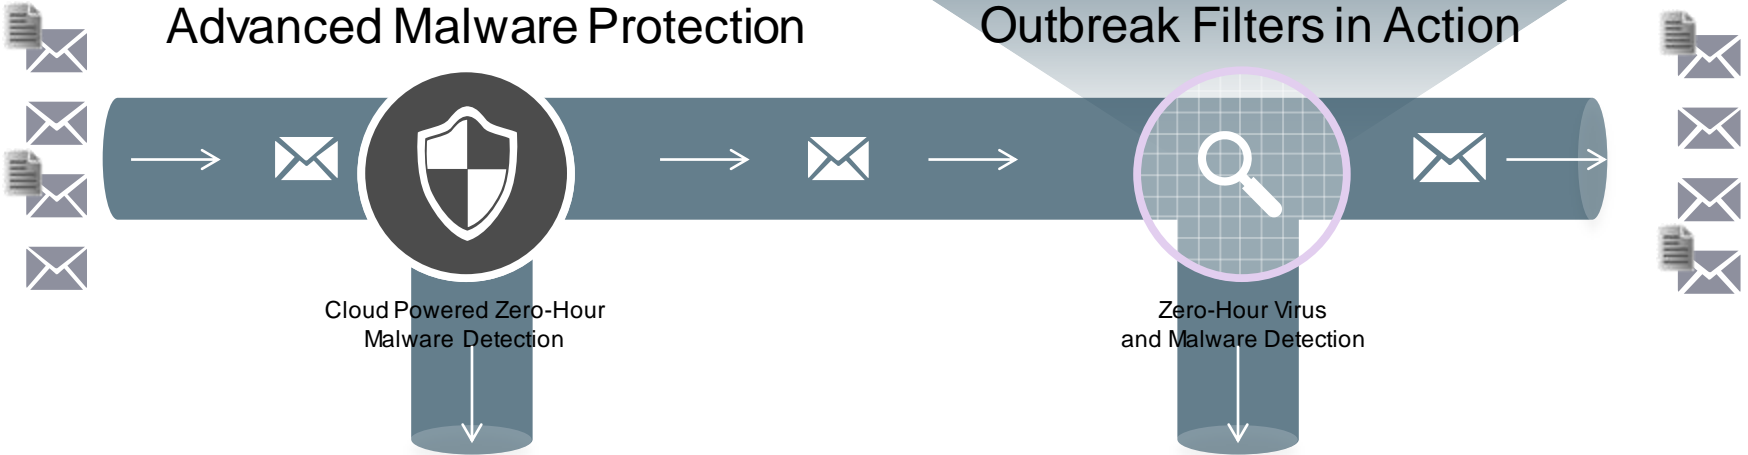 Advanced Malware Protection
Outbreak Filters in Action
Cloud Powered Zero-Hour
Malware Detection
Zero-Hour Virus
and Malware Detection